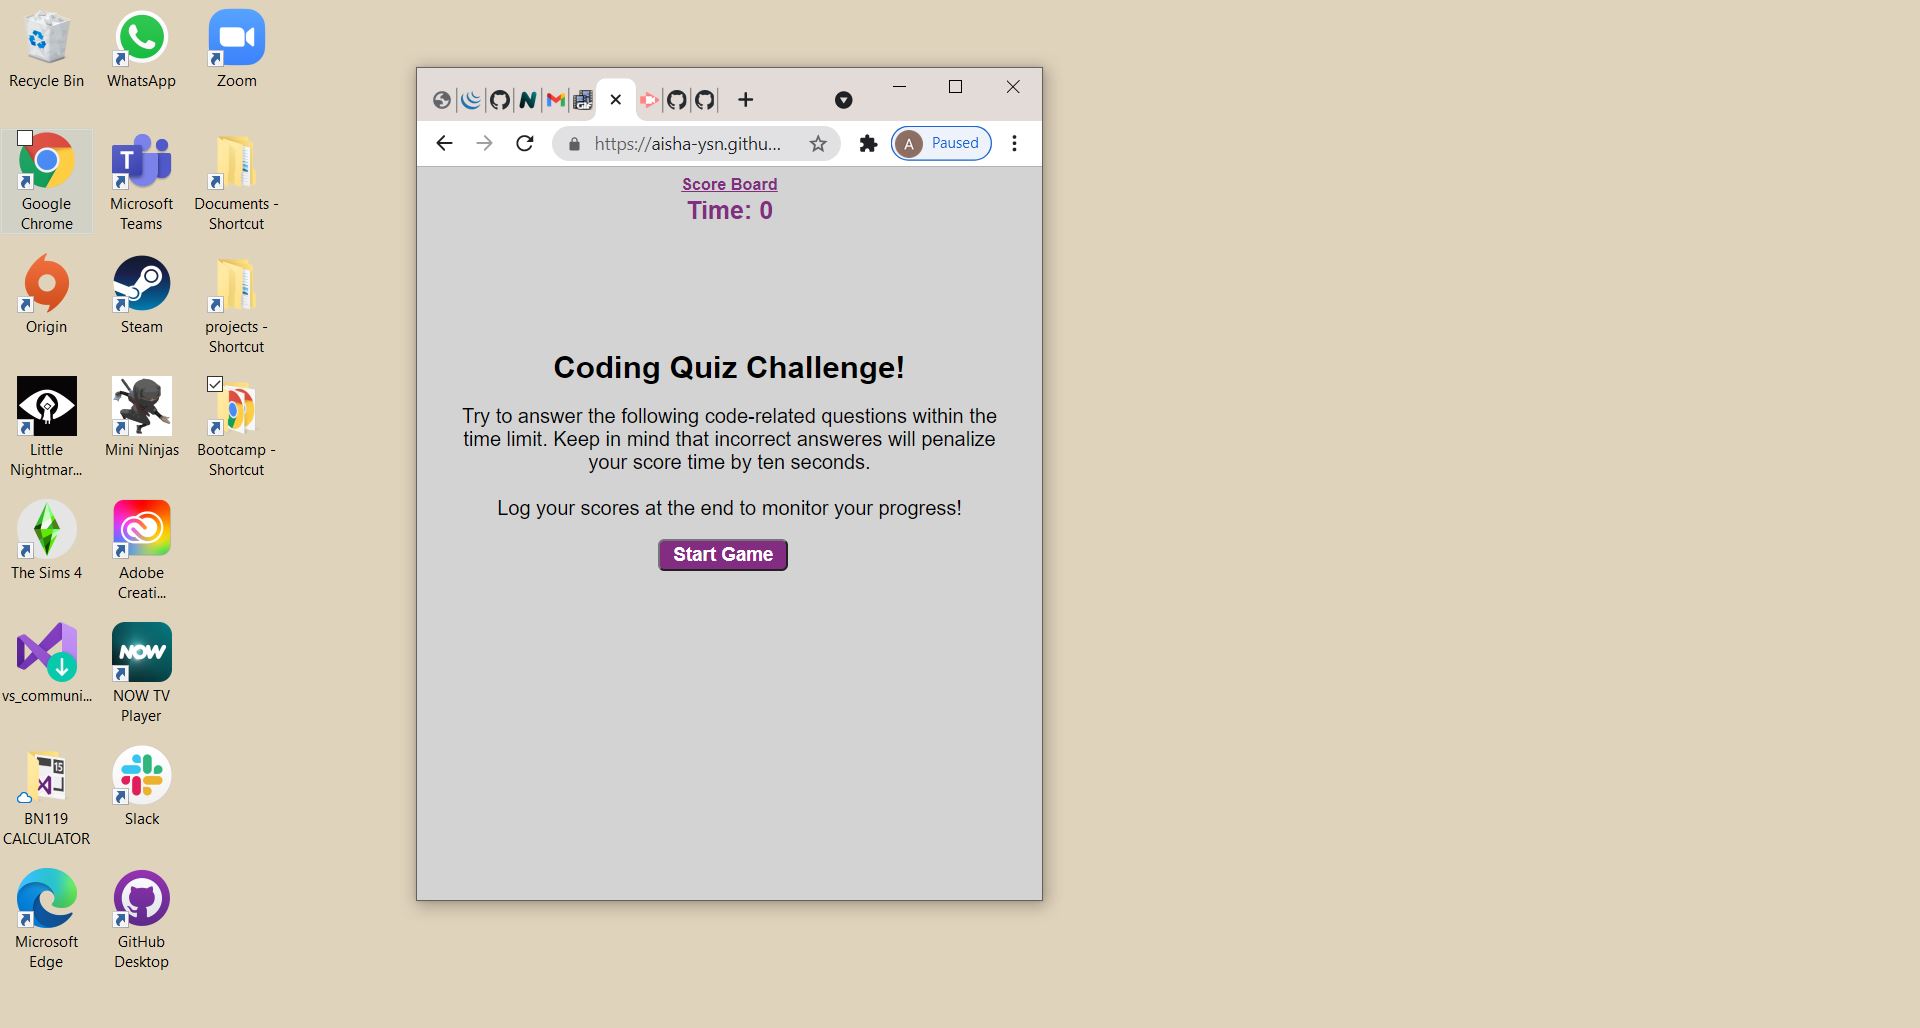 Recycle Bin
WhatsApp
Zoom
Google
Chrome
Microsoft
Teams
Documents -
Shortcut
Origin
Steam
projects -
Shortcut
Little
Nightmar...
Mini Ninjas
Bootcamp -
Shortcut
The Sims 4
Adobe
Creati...
vs_communi...
NOW
NOW TV
Player
15
BN119
CALCULATOR
Slack
Microsoft
Edge
GitHub
Desktop
https://aisha-ysn.githu...
A
Paused
Score Board
Time: 0
Coding Quiz Challenge!
Try to answer the following code-related questions within the
time limit. Keep in mind that incorrect answeres will penalize
your score time by ten seconds.
Log your scores at the end to monitor your progress!
Start Game